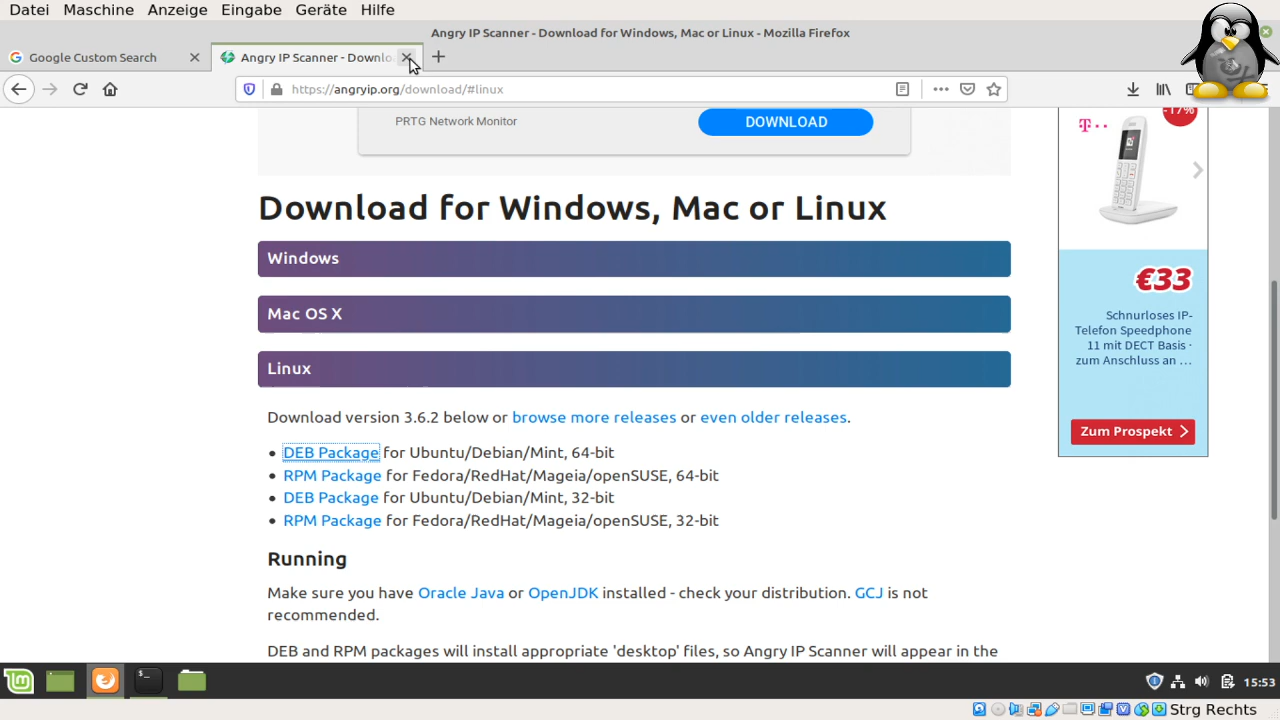 Datei Maschine Anzeige Eingabe Geräte Hilfe
Angry IP Scanner - Download for Windows, Mac or Linux - Mozilla Firefox
Google Custom Search
Angry IP Scanner - Downlo
https://angryip.org/download/#linux
PRTG Network Monitor
DOWNLOAD
-17%
T
Download for Windows, Mac or Linux
Windows
Mac OS X
Linux
Download version 3.6.2 below or browse more releases or even older releases.
• DEB Package for Ubuntu/Debian/Mint, 64-bit
• RPM Package for Fedora/RedHat/Mageia/openSUSE, 64-bit
• DEB Package for Ubuntu/Debian/Mint, 32-bit
• RPM Package for Fedora/RedHat/Mageia/openSUSE, 32-bit
Running
Make sure you have Oracle Java or OpenJDK installed - check your distribution. GCJ is not
recommended.
DEB and RPM packages will install appropriate 'desktop' files, so Angry IP Scanner will appear in the
€33
Schnurloses IP-
Telefon Speedphone
11 mit DECT Basis ·
zum Anschluss an ...
Zum Prospekt
15:53
Strg Rechts